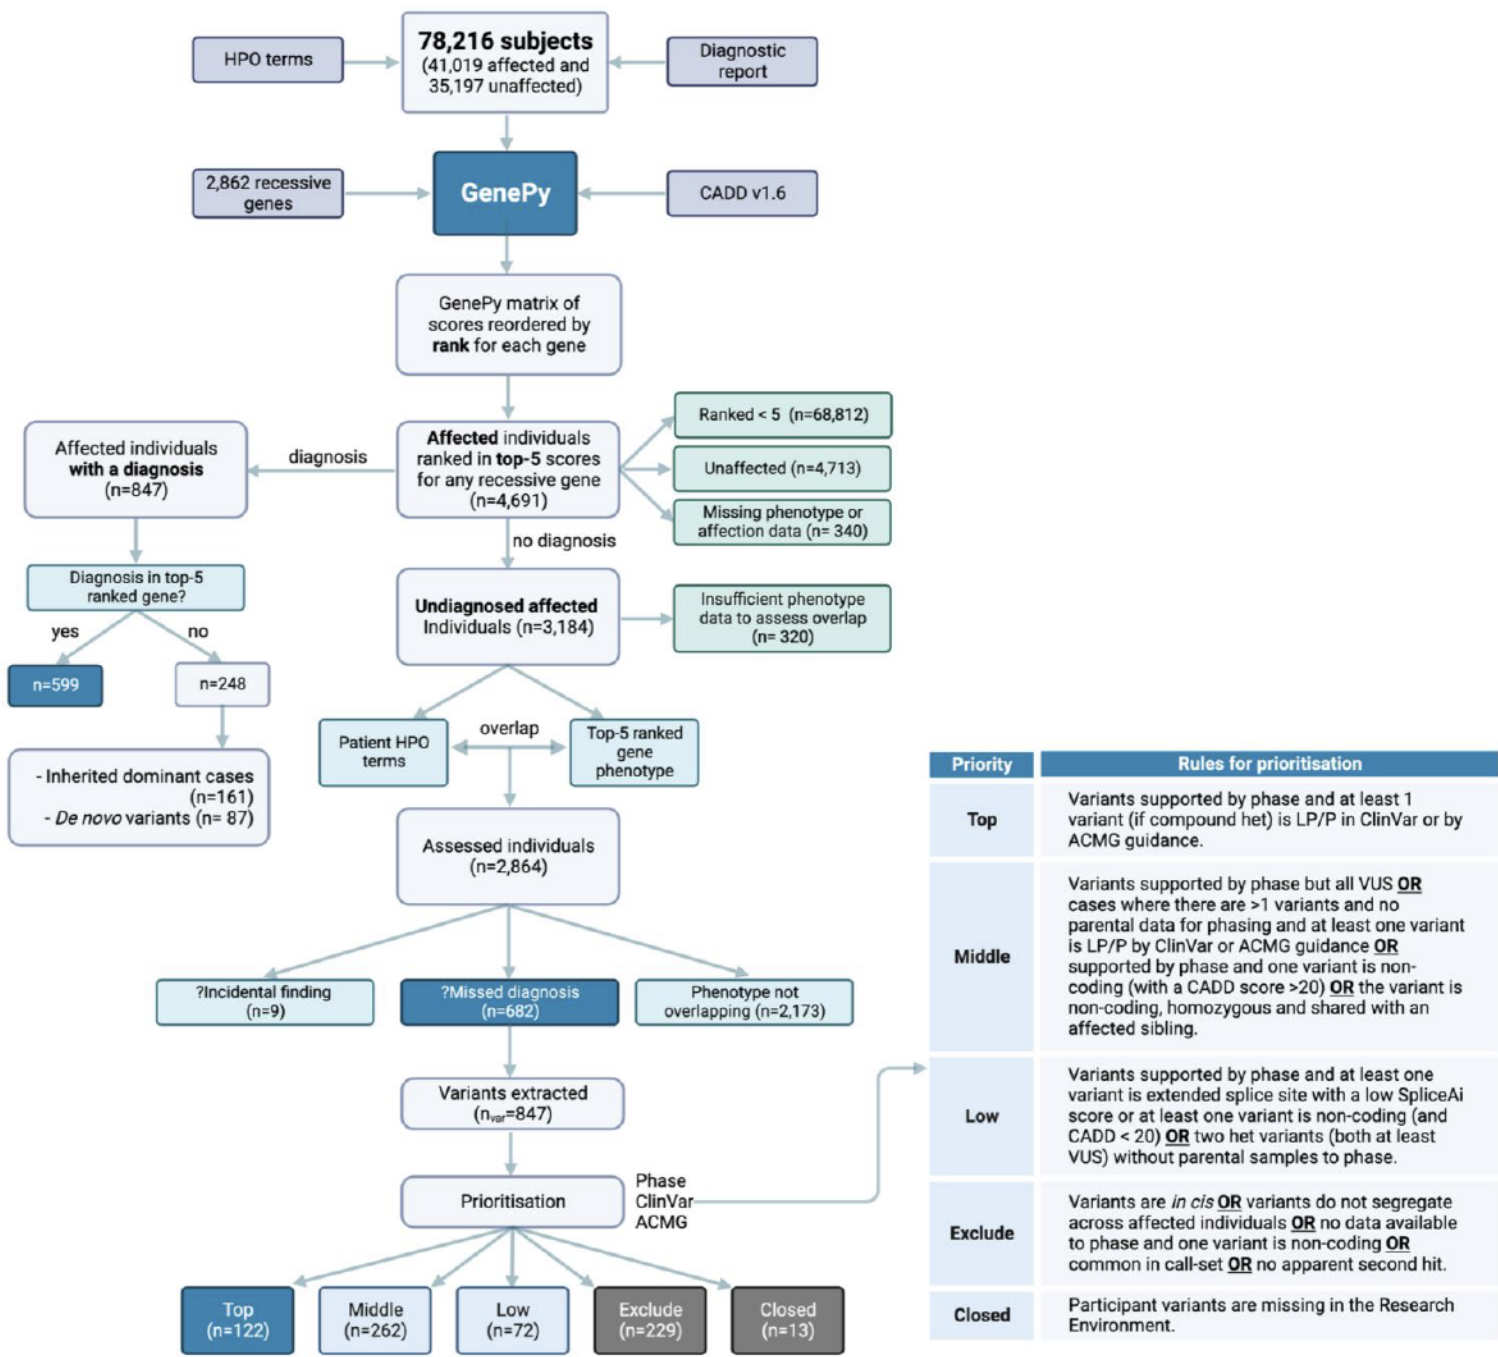 HPO terms
78,216 subjects
(41,019 affected and
35,197 unaffected)
Diagnostic
report
2,862 recessive
genes
GenePy
CADD v1.6
GenePy matrix of
scores reordered by
rank for each gene
Affected individuals
with a diagnosis
(n=847)
diagnosis
Affected individuals
ranked in top-5 scores
for any recessive gene
(n=4,691)
Ranked < 5 (n=68,812)
Unaffected (n=4,713)
Missing phenotype or
affection data (n= 340)
no diagnosis
Diagnosis in top-5
ranked gene?
yes
no
n=599
n=248
- Inherited dominant cases
(n=161)
- De novo variants (n= 87)
Undiagnosed affected
Individuals (n=3,184)
Insufficient phenotype
data to assess overlap
(n= 320)
Patient HPO
terms
overlap
Top-5 ranked
gene
phenotype
Assessed individuals
(n=2,864)
?Incidental finding
(n=9)
?Missed diagnosis
(n=682)
Phenotype not
overlapping (n=2,173)
Variants extracted
(nvar=847)
Prioritisation
Phase
ClinVar
ACMG
Top
(n=122)
Middle
(n=262)
Low
(n=72)
Exclude
(n=229)
Closed
(n=13)
Priority
Rules for prioritisation
Top
Variants supported by phase and at least 1
variant (if compound het) is LP/P in ClinVar or by
ACMG guidance.
Middle
Variants supported by phase but all VUS OR
cases where there are >1 variants and no
parental data for phasing and at least one variant
is LP/P by ClinVar or ACMG guidance OR
supported by phase and one variant is non-
coding (with a CADD score >20) OR the variant is
non-coding, homozygous and shared with an
affected sibling.
Low
Variants supported by phase and at least one
variant is extended splice site with a low SpliceAi
score or at least one variant is non-coding (and
CADD < 20) OR two het variants (both at least
VUS) without parental samples to phase.
Exclude
Variants are in cis OR variants do not segregate
across affected individuals OR no data available
to phase and one variant is non-coding OR
common in call-set OR no apparent second hit.
Closed
Participant variants are missing in the Research
Environment.